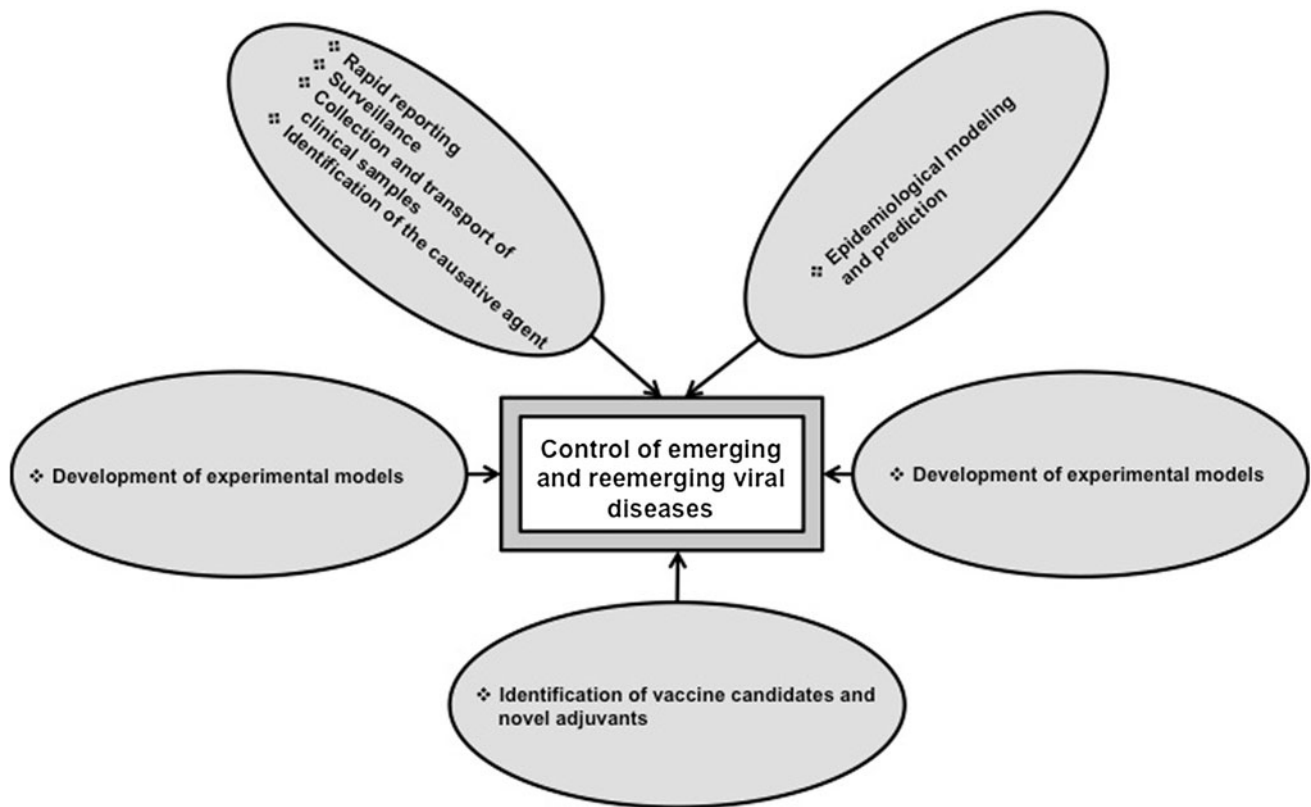 ❖ Rapid reporting
❖ Surveillance
❖ Collection and transport of
clinical samples
❖ Identification of the causative agent
❖ Epidemiological modeling
and prediction
❖ Development of experimental models
Control of emerging
and reemerging viral
diseases
❖ Development of experimental models
❖ Identification of vaccine candidates and
novel adjuvants